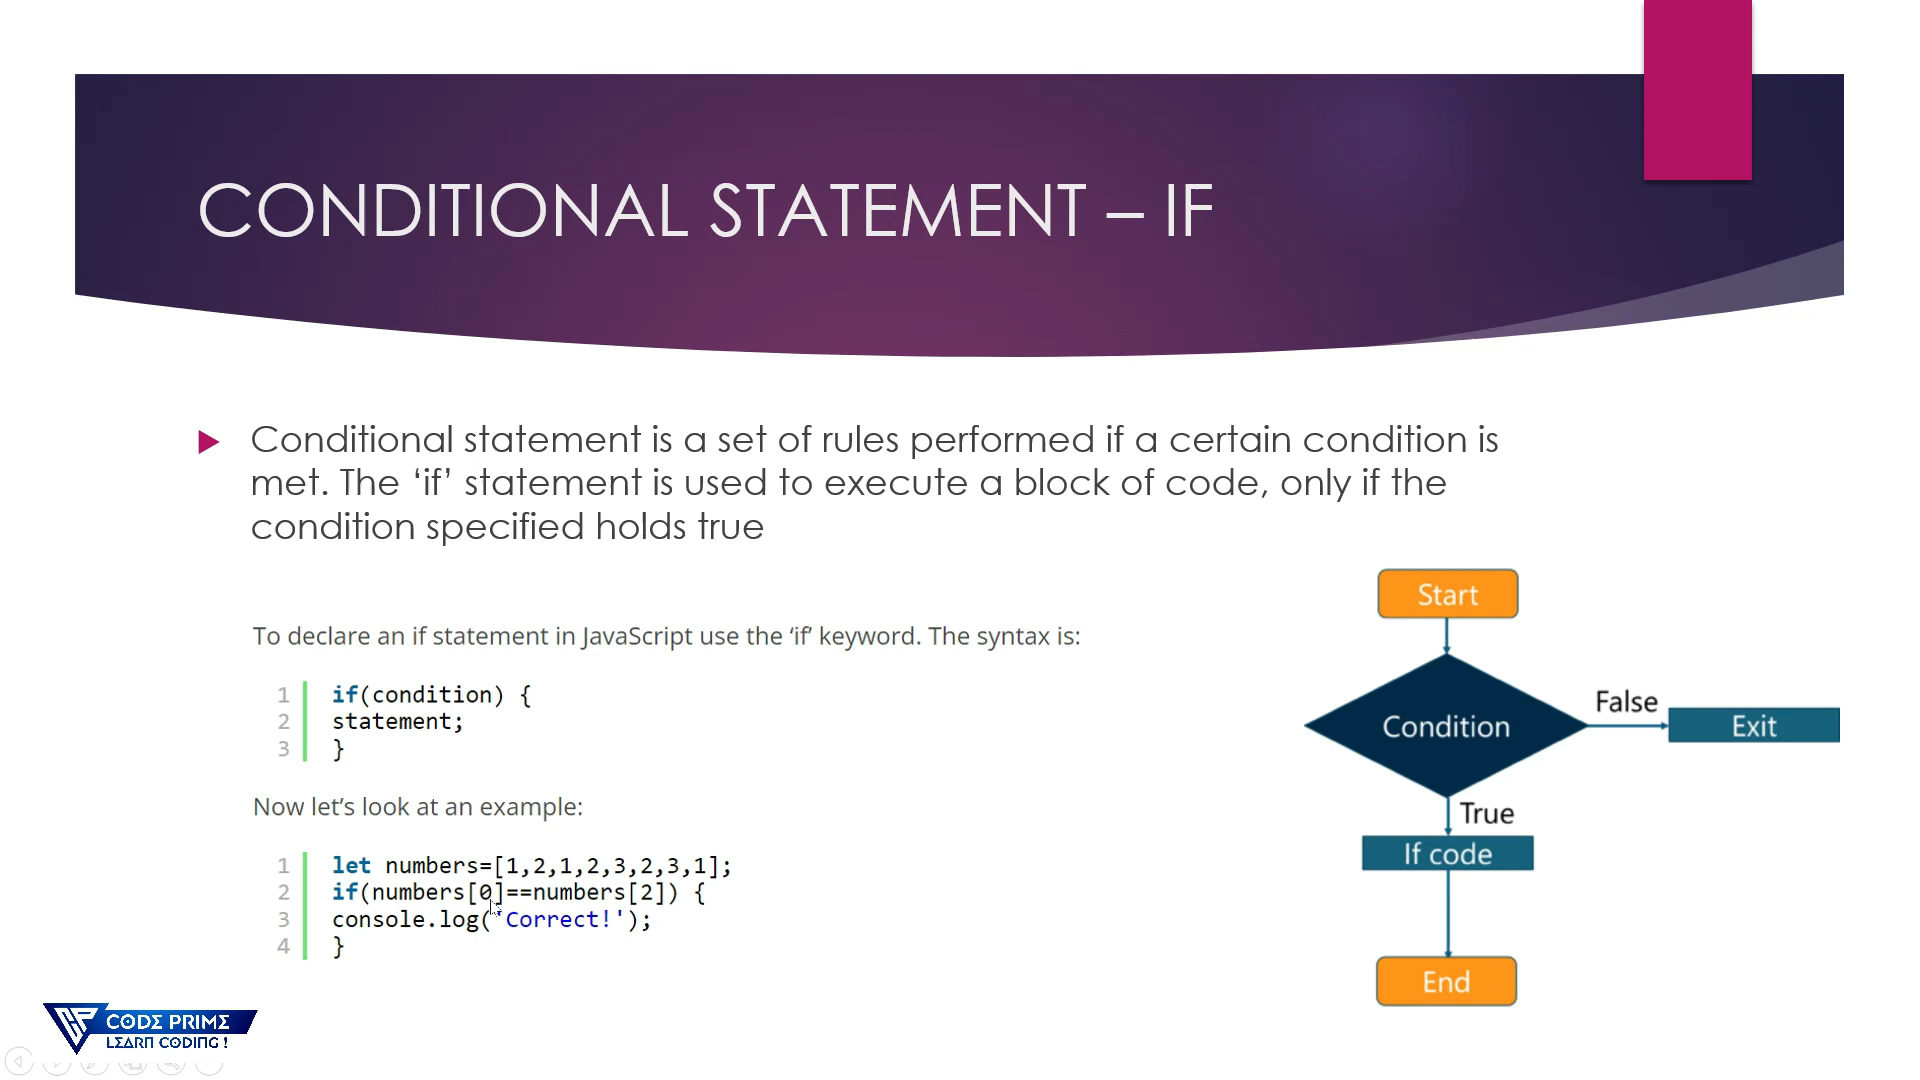 CONDITIONAL STATEMENT – IF
Conditional statement is a set of rules performed if a certain condition is
met. The ‘if’ statement is used to execute a block of code, only if the
condition specified holds true
To declare an if statement in JavaScript use the ‘if’ keyword. The syntax is:
1 if(condition) {
2 statement;
3 }
Now let’s look at an example:
1 let numbers=[1,2,1,2,3,2,3,1];
2 if(numbers[0]==numbers[2]) {
3 console.log('Correct!');
4 }
Start
Condition
False
Exit
True
If code
End
CODE PRIME
LEARN CODING !